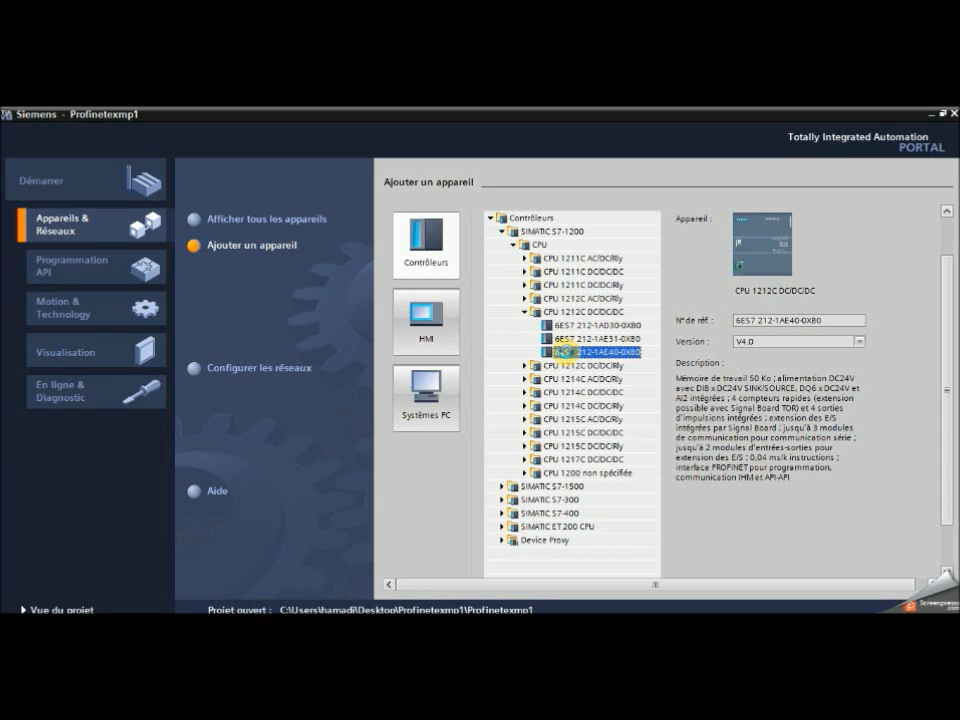 Siemens - Profinetexmp1
Totally Integrated Automation
PORTAL
Démarrer
Appareils &
Réseaux
Programmation
API
Motion &
Technology
Visualisation
En ligne &
Diagnostic
Vue du projet
Afficher tous les appareils
Ajouter un appareil
Configurer les réseaux
Aide
Ajouter un appareil
Contrôleurs
HMI
Systèmes PC
Contrôleurs
SIMATIC S7-1200
CPU
CPU 1211C AC/DC/Rly
CPU 1211C DC/DC/DC
CPU 1211C DC/DC/Rly
CPU 1212C AC/DC/Rly
CPU 1212C DC/DC/DC
6ES7 212-1AD30-0XB0
6ES7 212-1AE31-0XB0
6ES7 212-1AE40-0XB0
CPU 1212C DC/DC/Rly
CPU 1214C AC/DC/Rly
CPU 1214C DC/DC/DC
CPU 1214C DC/DC/Rly
CPU 1215C AC/DC/Rly
CPU 1215C DC/DC/DC
CPU 1215C DC/DC/Rly
CPU 1217C DC/DC/DC
CPU 1200 non spécifiée
SIMATIC S7-1500
SIMATIC S7-300
SIMATIC S7-400
SIMATIC ET 200 CPU
Device Proxy
Appareil :
CPU 1212C DC/DC/DC
N° de réf. : 6ES7 212-1AE40-0XB0
Version : V4.0
Description :
Mémoire de travail 50 Ko ; alimentation DC24V
avec DI8 x DC24V SINK/SOURCE, DQ6 x DC24V et
AI2 intégrées ; 4 compteurs rapides (extension
possible avec Signal Board TOR) et 4 sorties
d'impulsions intégrées ; extension des E/S
intégrées par Signal Board ; jusqu'à 3 modules
de communication pour communication série ;
jusqu'à 2 modules d'entrées-sorties pour
extension des E/S ; 0,04 ms/k instructions ;
interface PROFINET pour programmation,
communication IHM et API-API
Projet ouvert : C:\Users\hamadi\Desktop\Profinetexmp1\Profinetexmp1
Screenpresso
.com